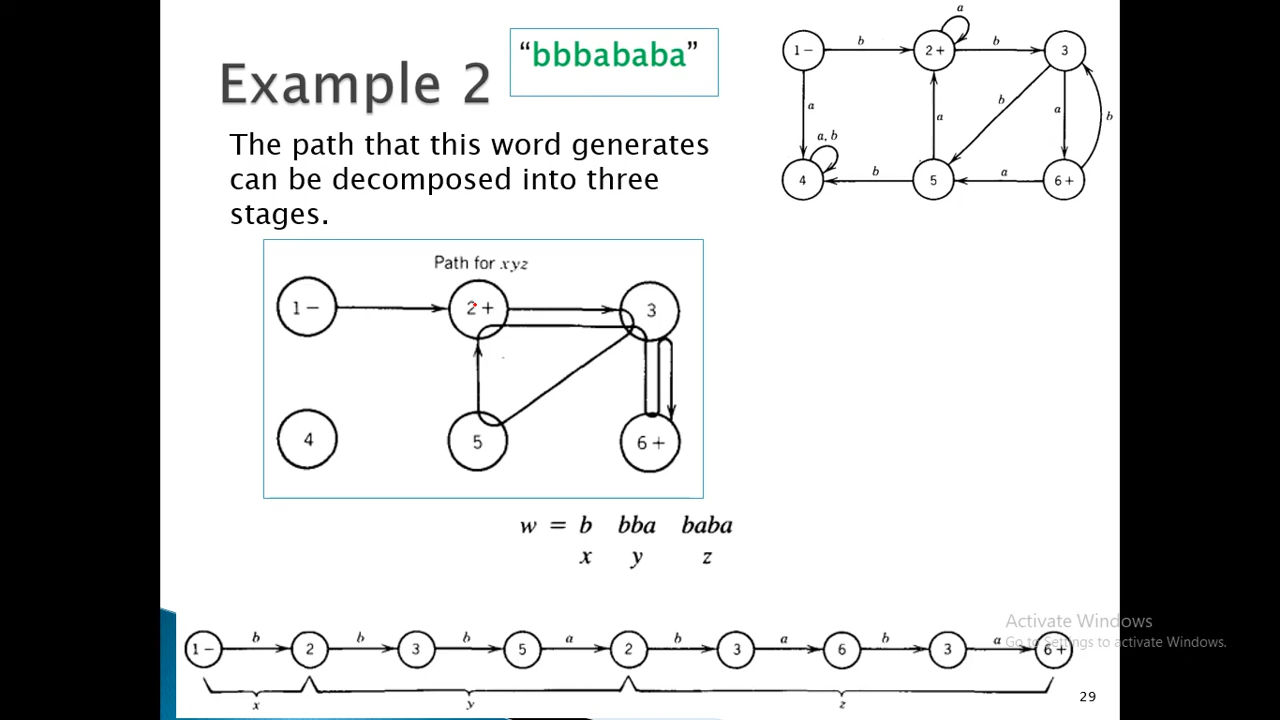 Example 2
“bbbababa”
The path that this word generates
can be decomposed into three
stages.
a
1 − b 2 + b 3
a a b a b
a, b
4 b 5 a 6 +
Path for xyz
1 − 2 + 3
4 5 6 +
w = b bba baba
x y z
Activate Windows
Go to Settings to activate Windows.
b b b a b a b a
1 − 2 3 5 2 3 6 3 6 +
x y z
29